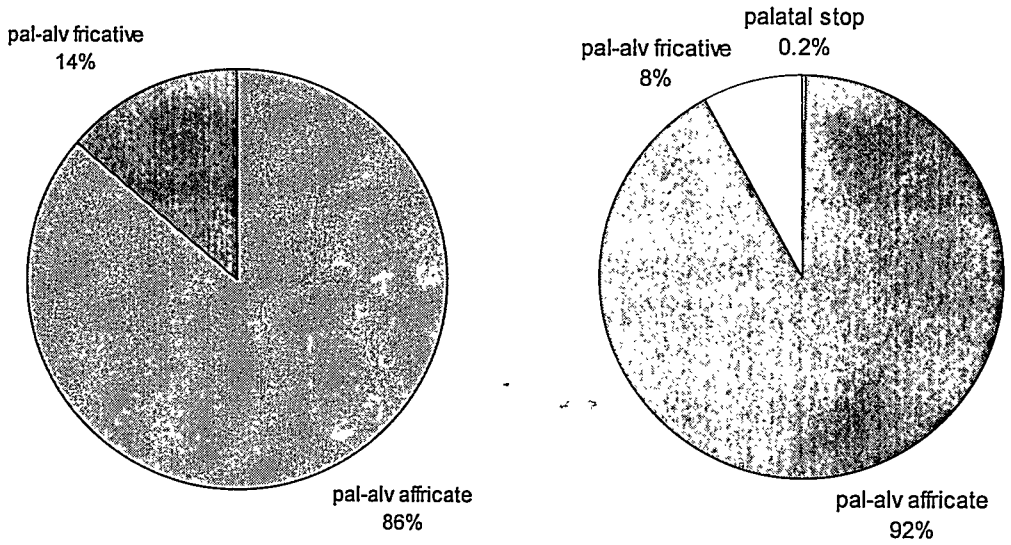 pal-alv fricative
14%
pal-alv affricate
86%
palatal stop
0.2%
pal-alv fricative
8%
pal-alv affricate
92%